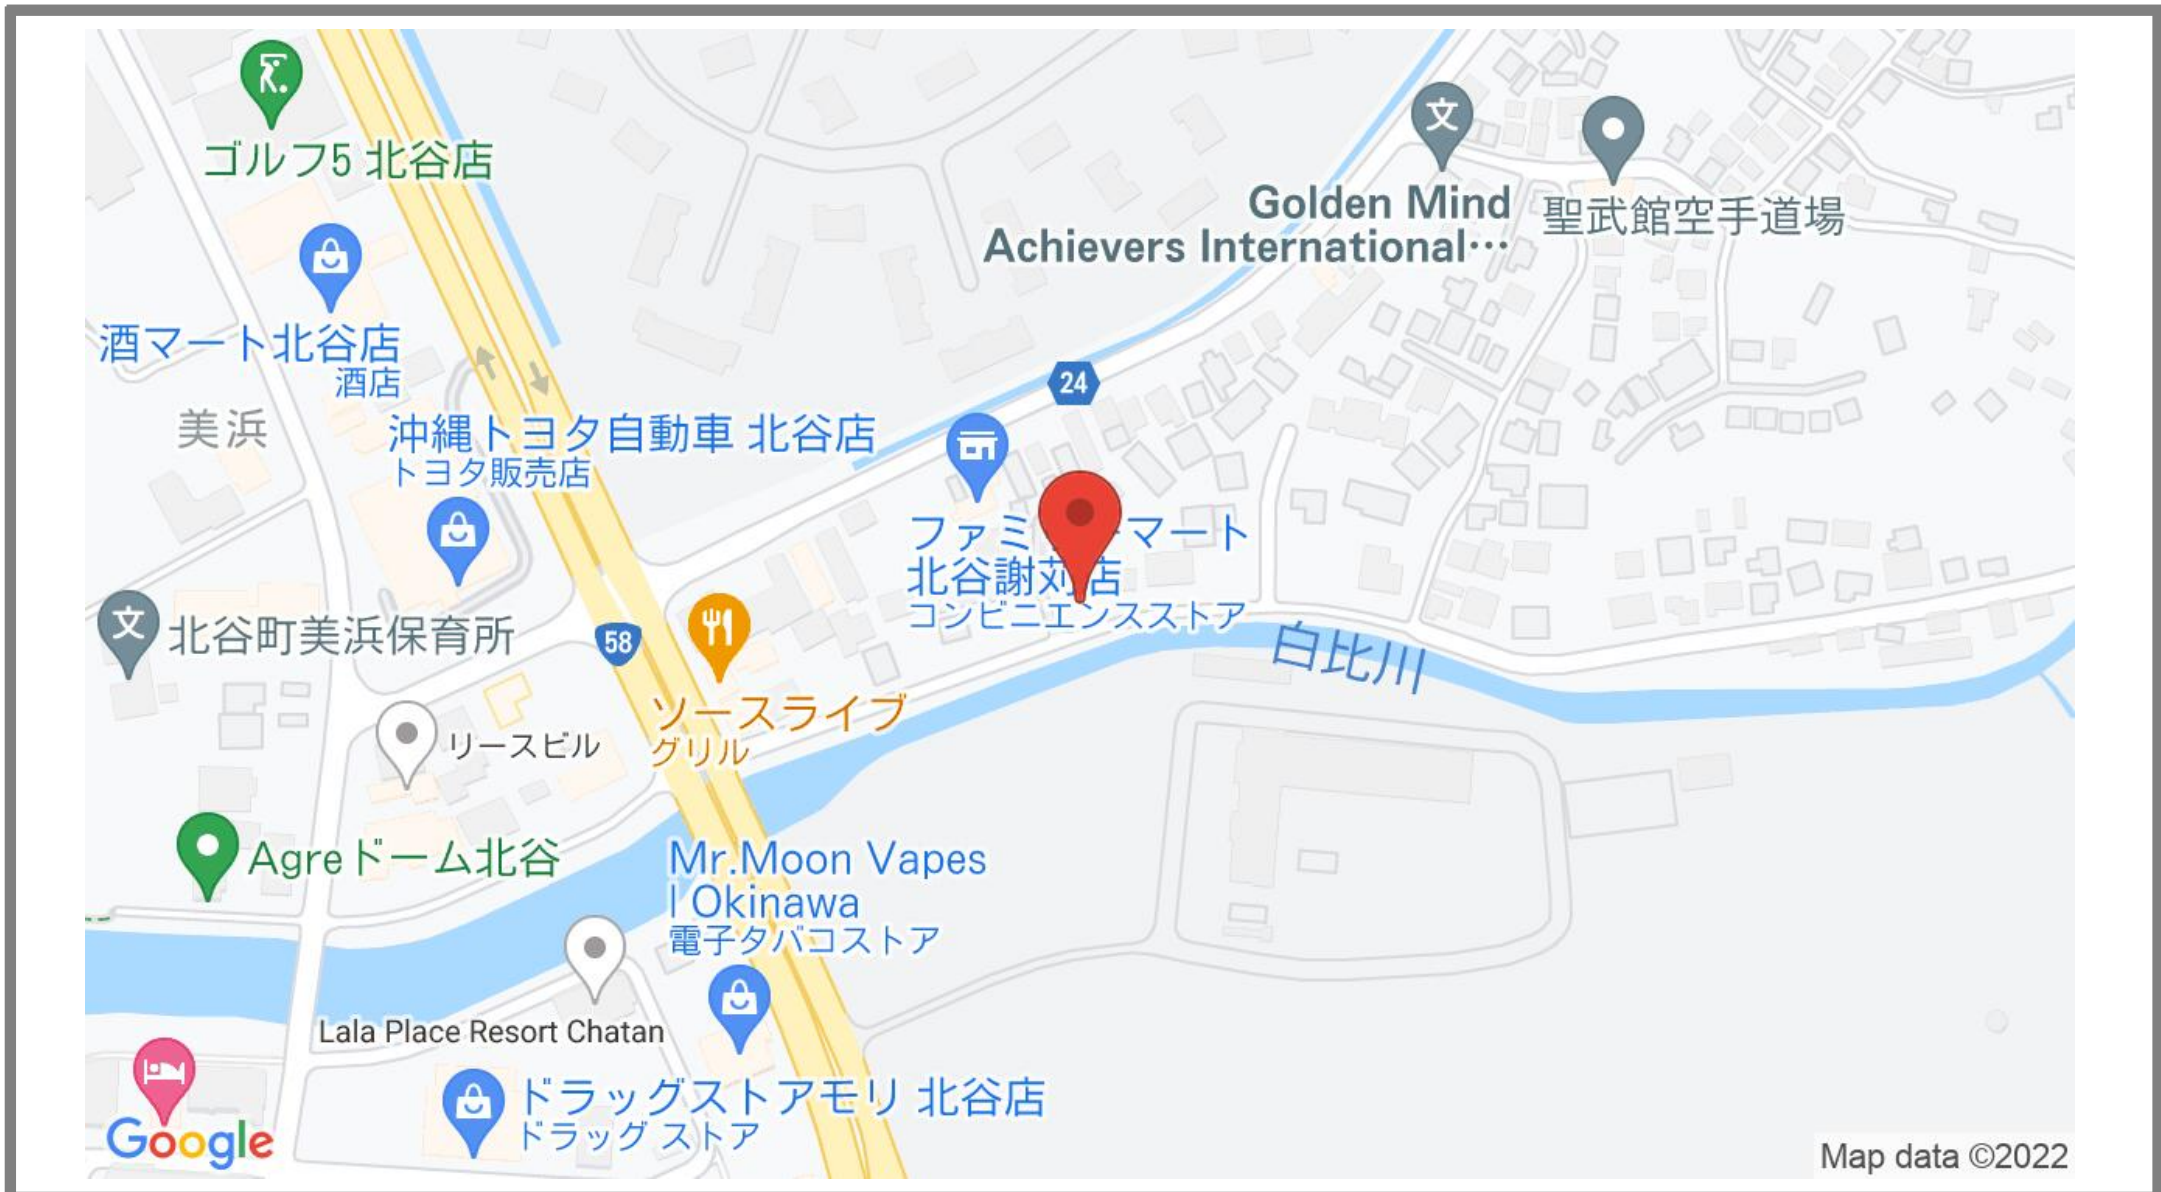 ゴルフ5 北谷店
Golden Mind
Achievers International…
聖武館空手道場
酒マート北谷店
酒店
24
美浜
沖縄トヨタ自動車 北谷店
トヨタ販売店
ファミ マート
北谷謝苅店
コンビニエンスストア
文
文
北谷町美浜保育所
58
白比川
ソースライブ
グリル
リースビル
Agreドーム北谷
Mr.Moon Vapes
| Okinawa
電子タバコストア
Lala Place Resort Chatan
ドラッグストアモリ 北谷店
ドラッグ ストア
Google
Map data ©2022